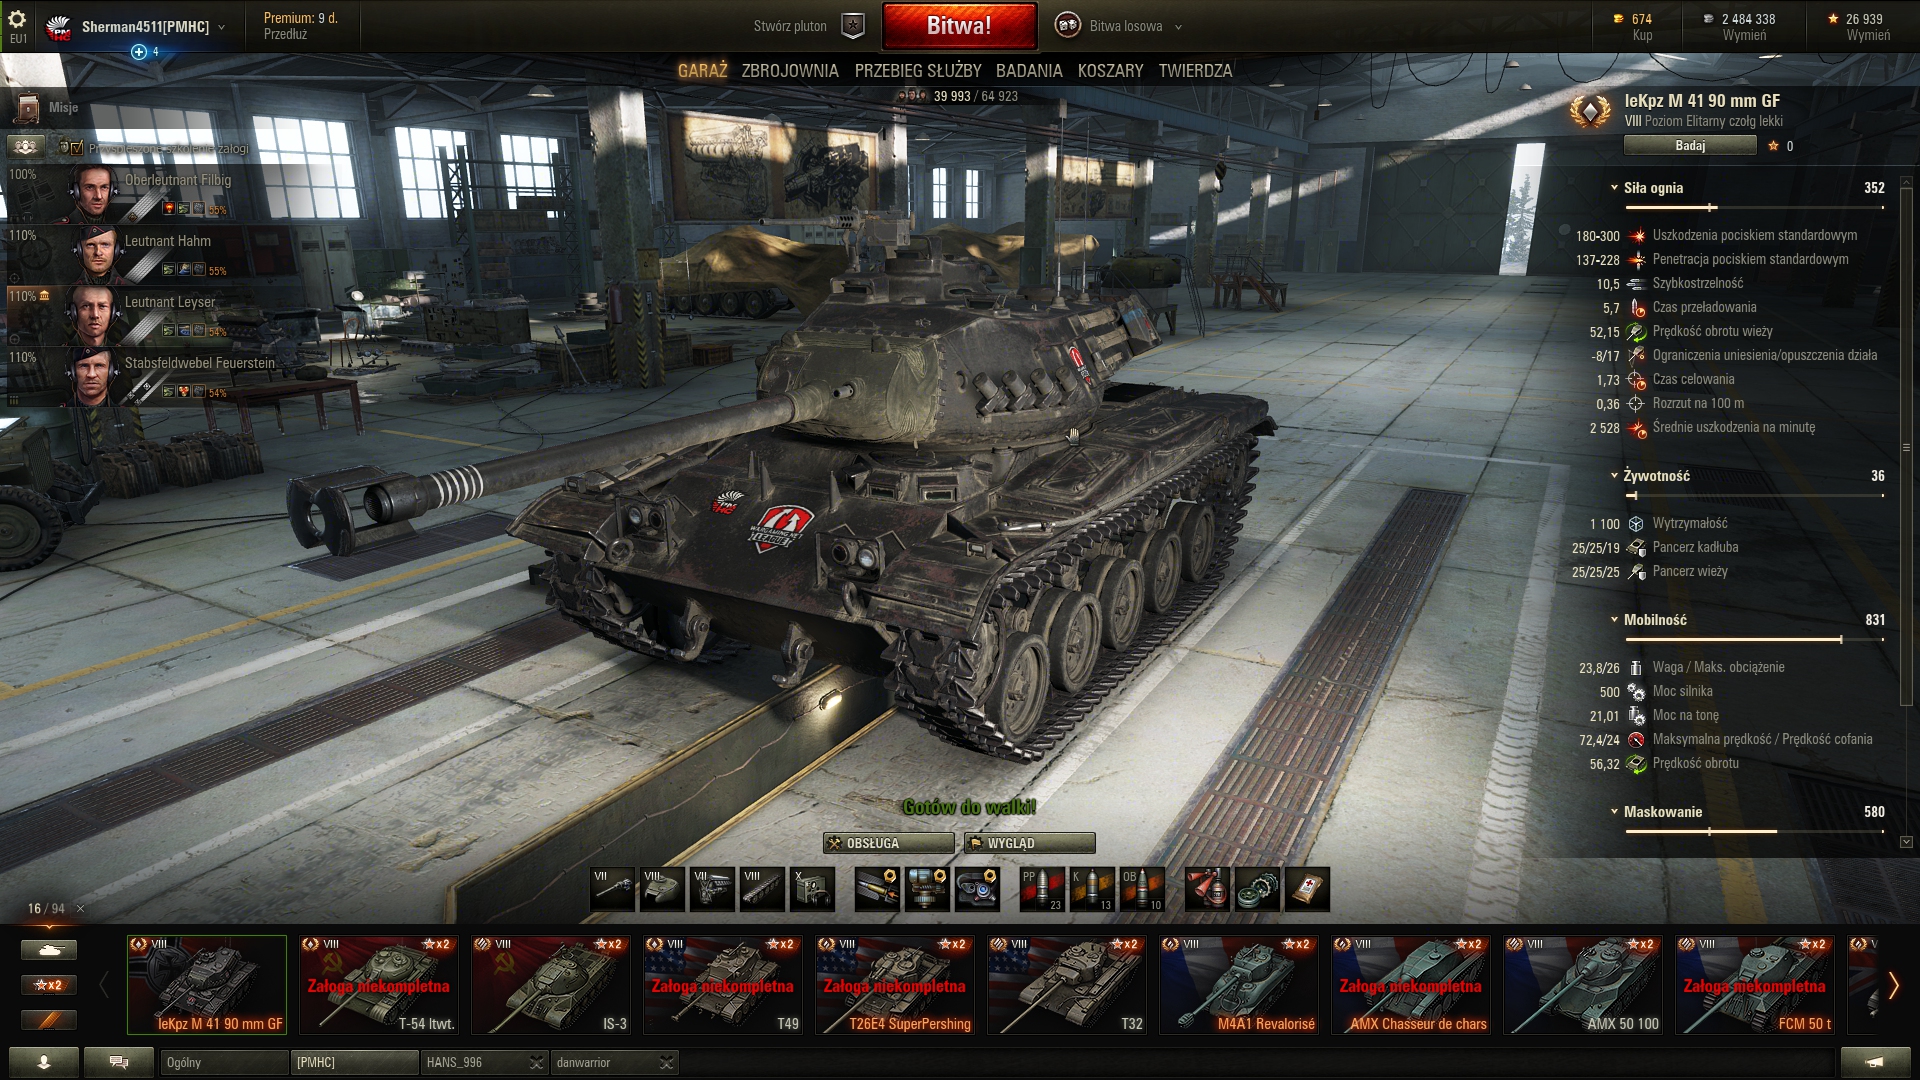 EU1
Sherman4511[PMHC]
4
Premium: 9 d.
Przedłuż
Stwórz pluton
Bitwa!
Bitwa losowa
674
Kup
2 484 338
Wymień
26 939
Wymień
GARAŻ
ZBROJOWNIA
PRZEBIEG SŁUŻBY
BADANIA
KOSZARY
TWIERDZA
39 993 / 64 923
Misje
Przyspieszone szkolenie załogi
100%
Oberleutnant Filbig
55%
110%
Leutnant Hahm
55%
110%
Leutnant Leyser
54%
110%
Stabsfeldwebel Feuerstein
54%
leKpz M 41 90 mm GF
VIII Poziom Elitarny czołg lekki
Badaj
0
Siła ognia 352
180-300 Uszkodzenia pociskiem standardowym
137-228 Penetracja pociskiem standardowym
10,5 Szybkostrzelność
5,7 Czas przeładowania
52,15 Prędkość obrotu wieży
-8/17 Ograniczenia uniesienia/opuszczenia działa
1,73 Czas celowania
0,36 Rozrzut na 100 m
2 528 Średnie uszkodzenia na minutę
Żywotność 36
1 100 Wytrzymałość
25/25/19 Pancerz kadłuba
25/25/25 Pancerz wieży
Mobilność 831
23,8/26 Waga / Maks. obciążenie
500 Moc silnika
21,01 Moc na tonę
72,4/24 Maksymalna prędkość / Prędkość cofania
56,32 Prędkość obrotu
Maskowanie 580
PMHC
WARGAMING.NET
LEAGUE
Gotów do walki!
OBSŁUGA
WYGLĄD
VII
VIII
VII
VIII
X
PP
23
K
13
OB
10
16 / 94
x2
VIII
leKpz M 41 90 mm GF
VIII
x2
Załoga niekompletna
T-54 ltwt.
VIII
x2
IS-3
VIII
x2
Załoga niekompletna
T49
VIII
x2
Załoga niekompletna
T26E4 SuperPershing
VIII
x2
T32
VIII
x2
M4A1 Revalorisé
VIII
x2
Załoga niekompletna
AMX Chasseur de chars
VIII
x2
AMX 50 100
VIII
x2
Załoga niekompletna
FCM 50 t
Ogólny
[PMHC]
HANS_996
danwarrior